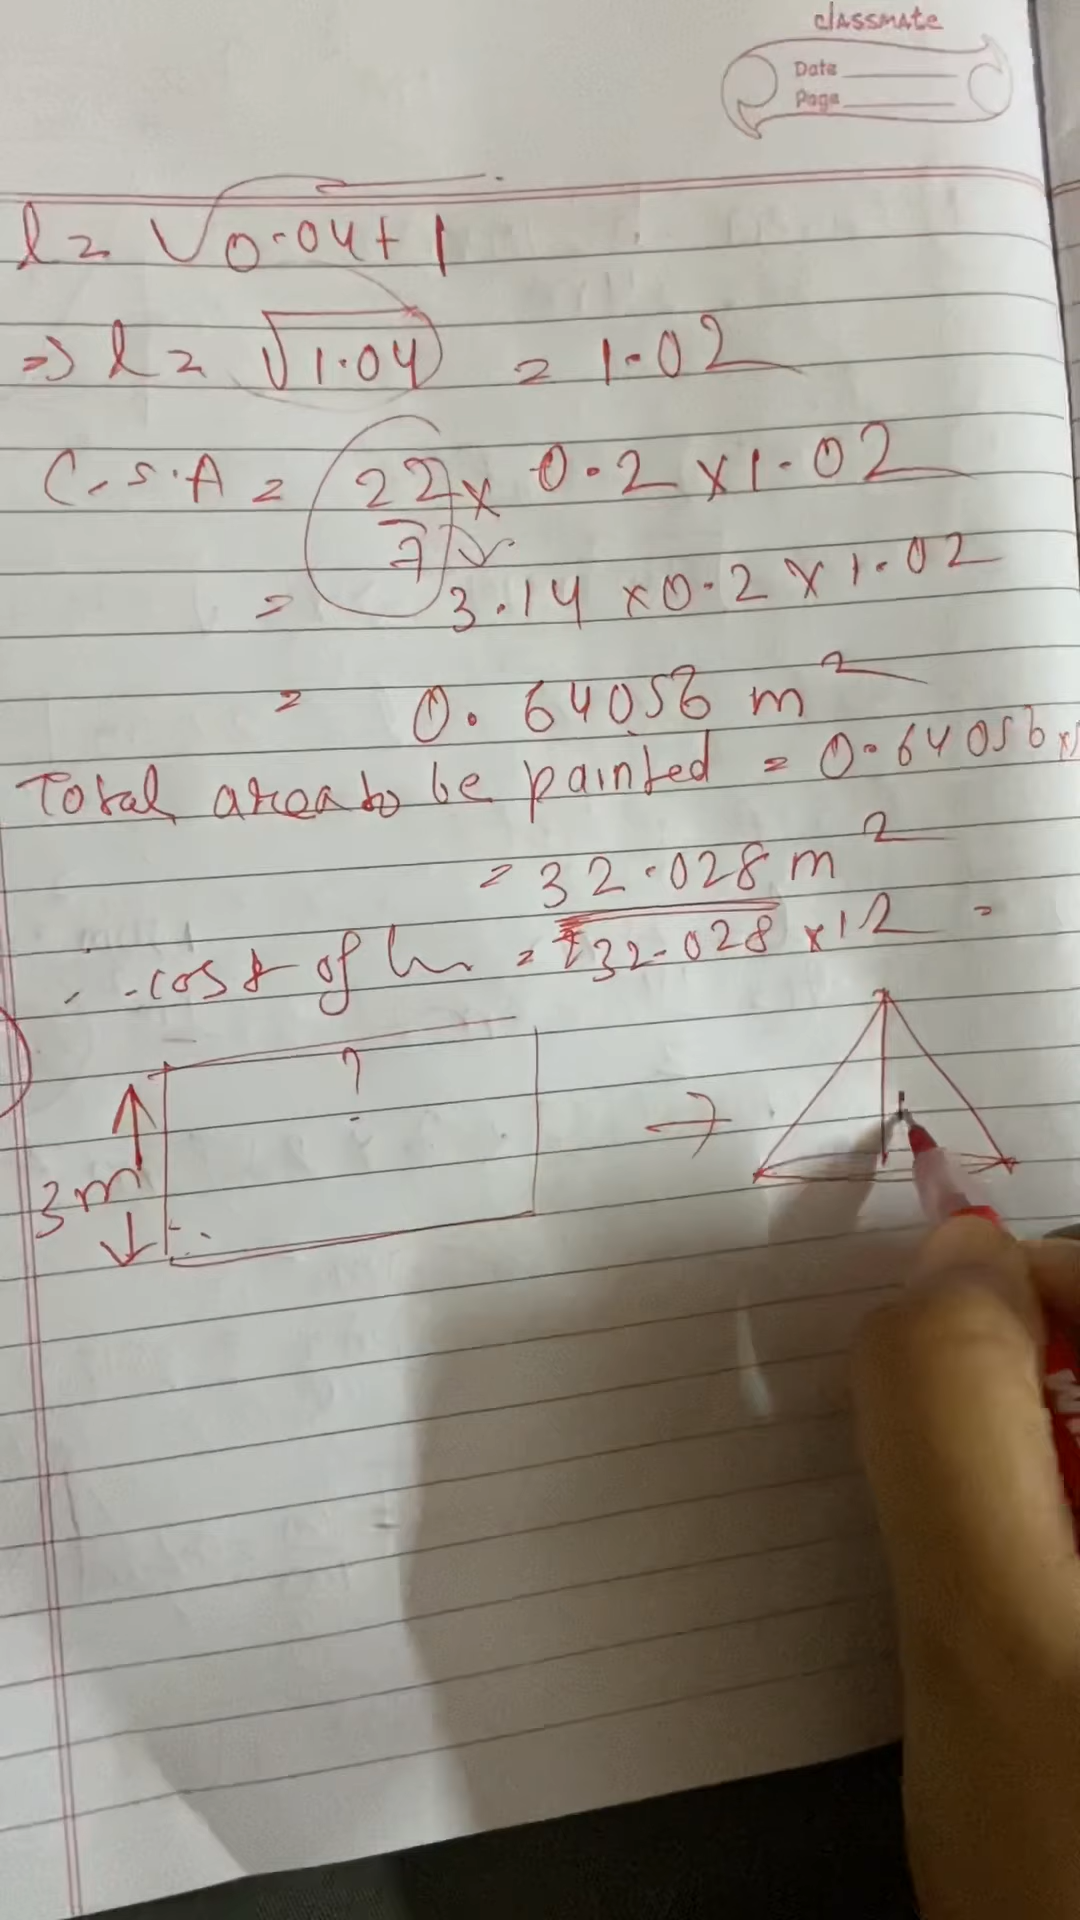 classmate
Date
Page
l = √0.04+1
⇒ l = √1.04 = 1.02
C.S.A = 22/7 × 0.2 × 1.02
= 3.14 × 0.2 × 1.02
= 0.64056 m²
Total area to be painted = 0.64056 ×
= 32.028 m²
∴ cost of = ₹32.028 × 12 =
?
→
3m